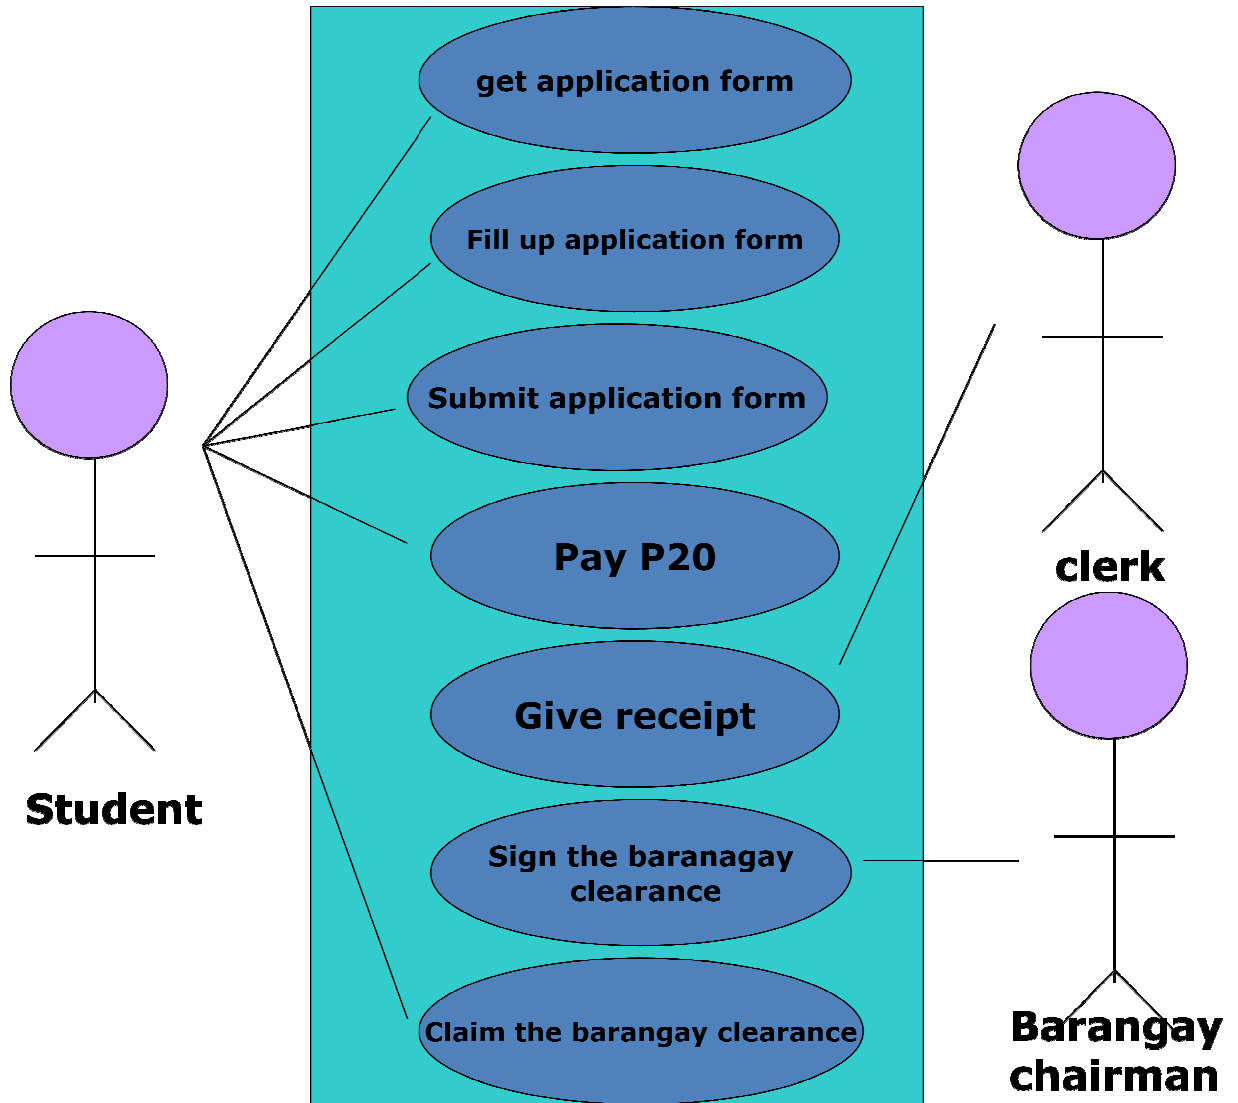 get application form
Fill up application form
Submit application form
Pay P20
Give receipt
Sign the baranagay
clearance
Claim the barangay clearance
Student
clerk
Barangay
chairman